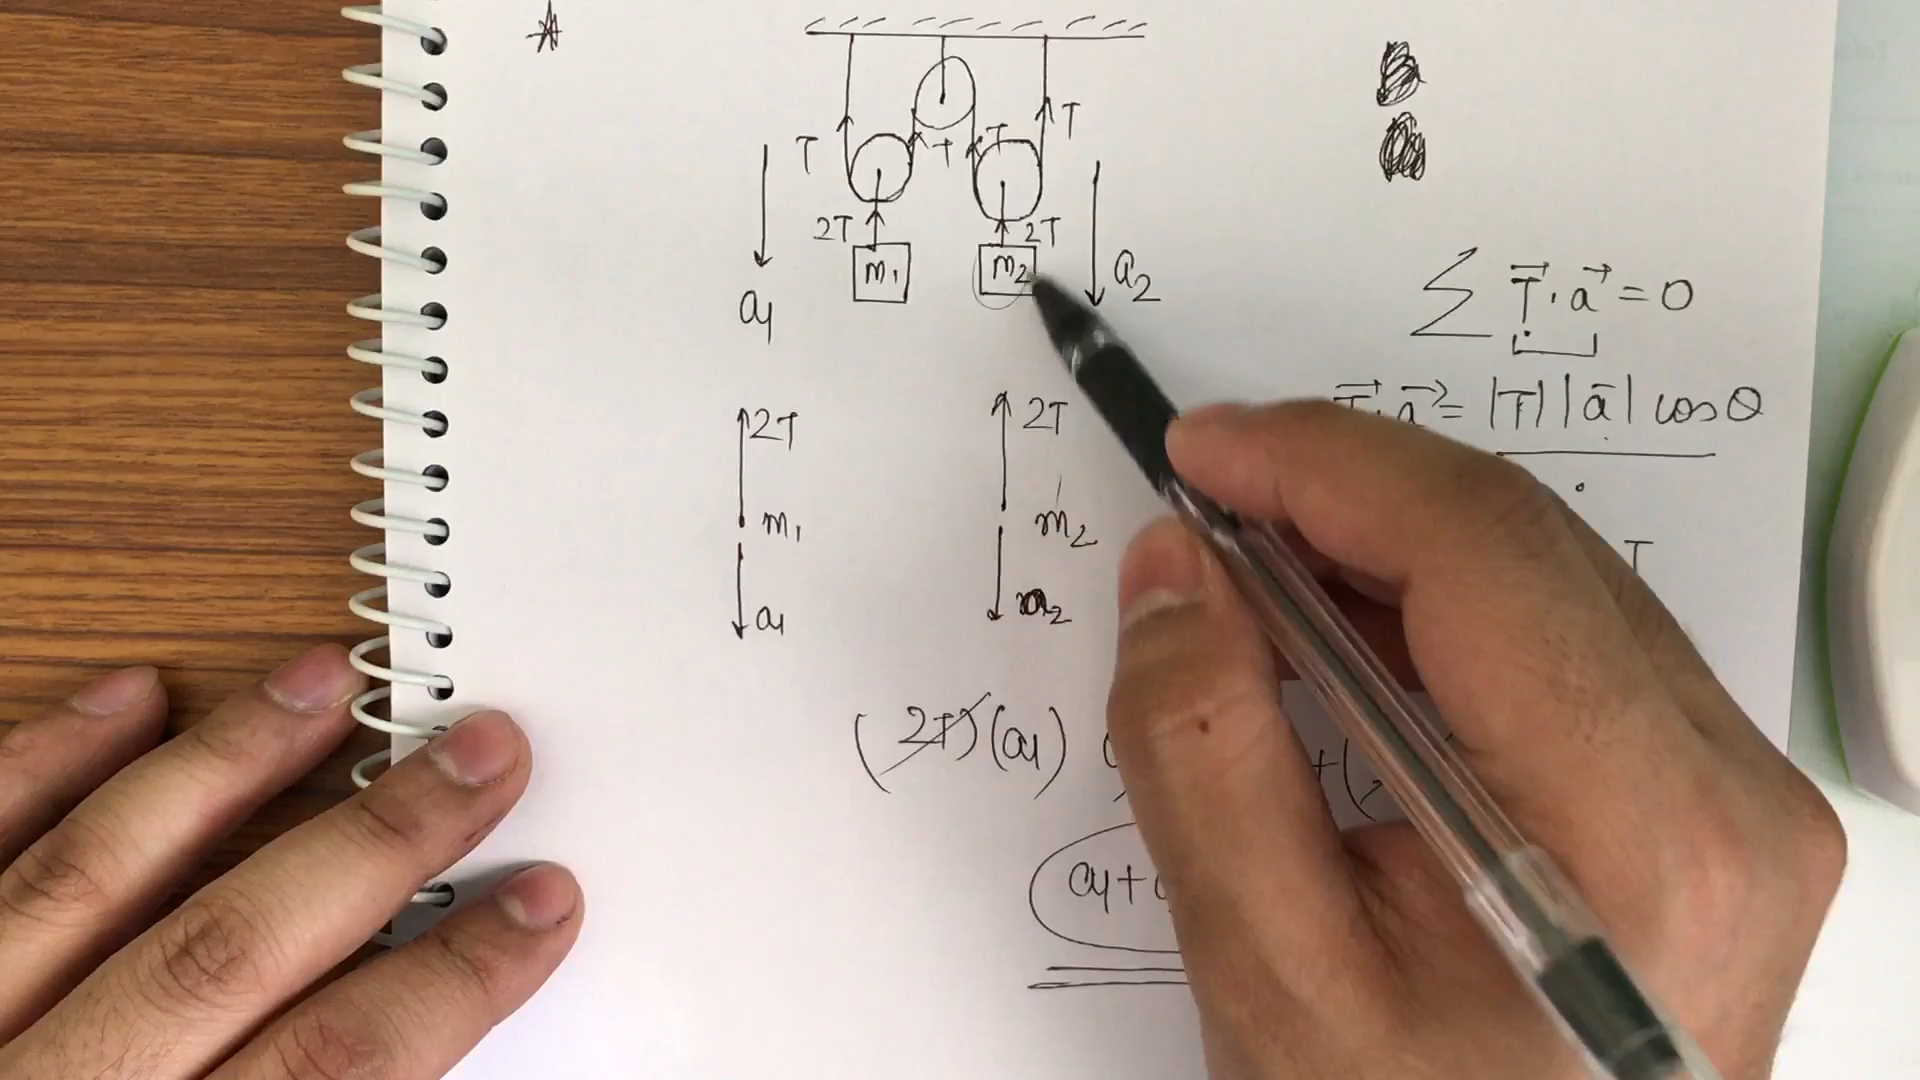 T
T
T
T
2T
2T
m1
m2
a1
a2
∑ T⃗ . a⃗ = 0
a⃗ = |T| |a⃗| cos θ
2T
2T
m1
m2
a1
a2
T
(2T)(a1)
+(
a1+